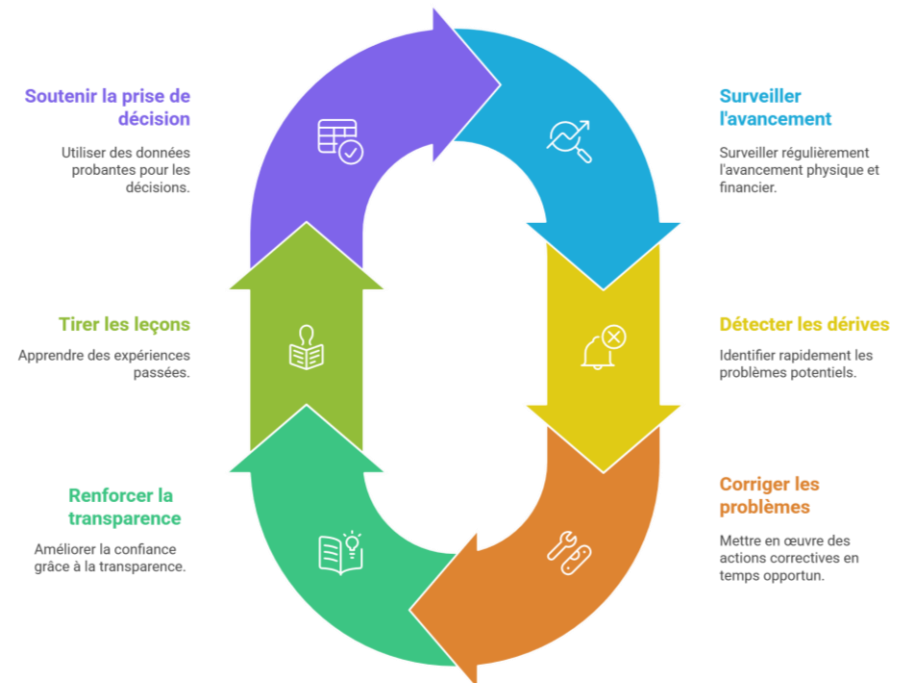 Soutenir la prise de
décision
Utiliser des données
probantes pour les
décisions.
Surveiller
l'avancement
Surveiller régulièrement
l'avancement physique et
financier.
Tirer les leçons
Apprendre des expériences
passées.
Détecter les dérives
Identifier rapidement les
problèmes potentiels.
Renforcer la
transparence
Améliorer la confiance
grâce à la transparence.
Corriger les
problèmes
Mettre en œuvre des
actions correctives en
temps opportun.